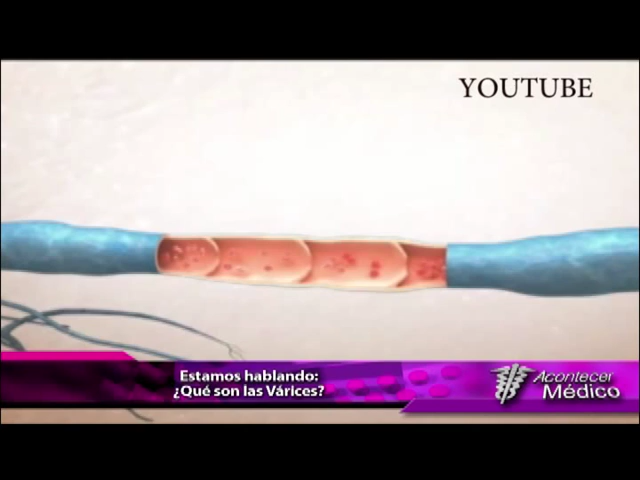 YOUTUBE
Estamos hablando:
¿Qué son las Várices?
Acontecer
Médico